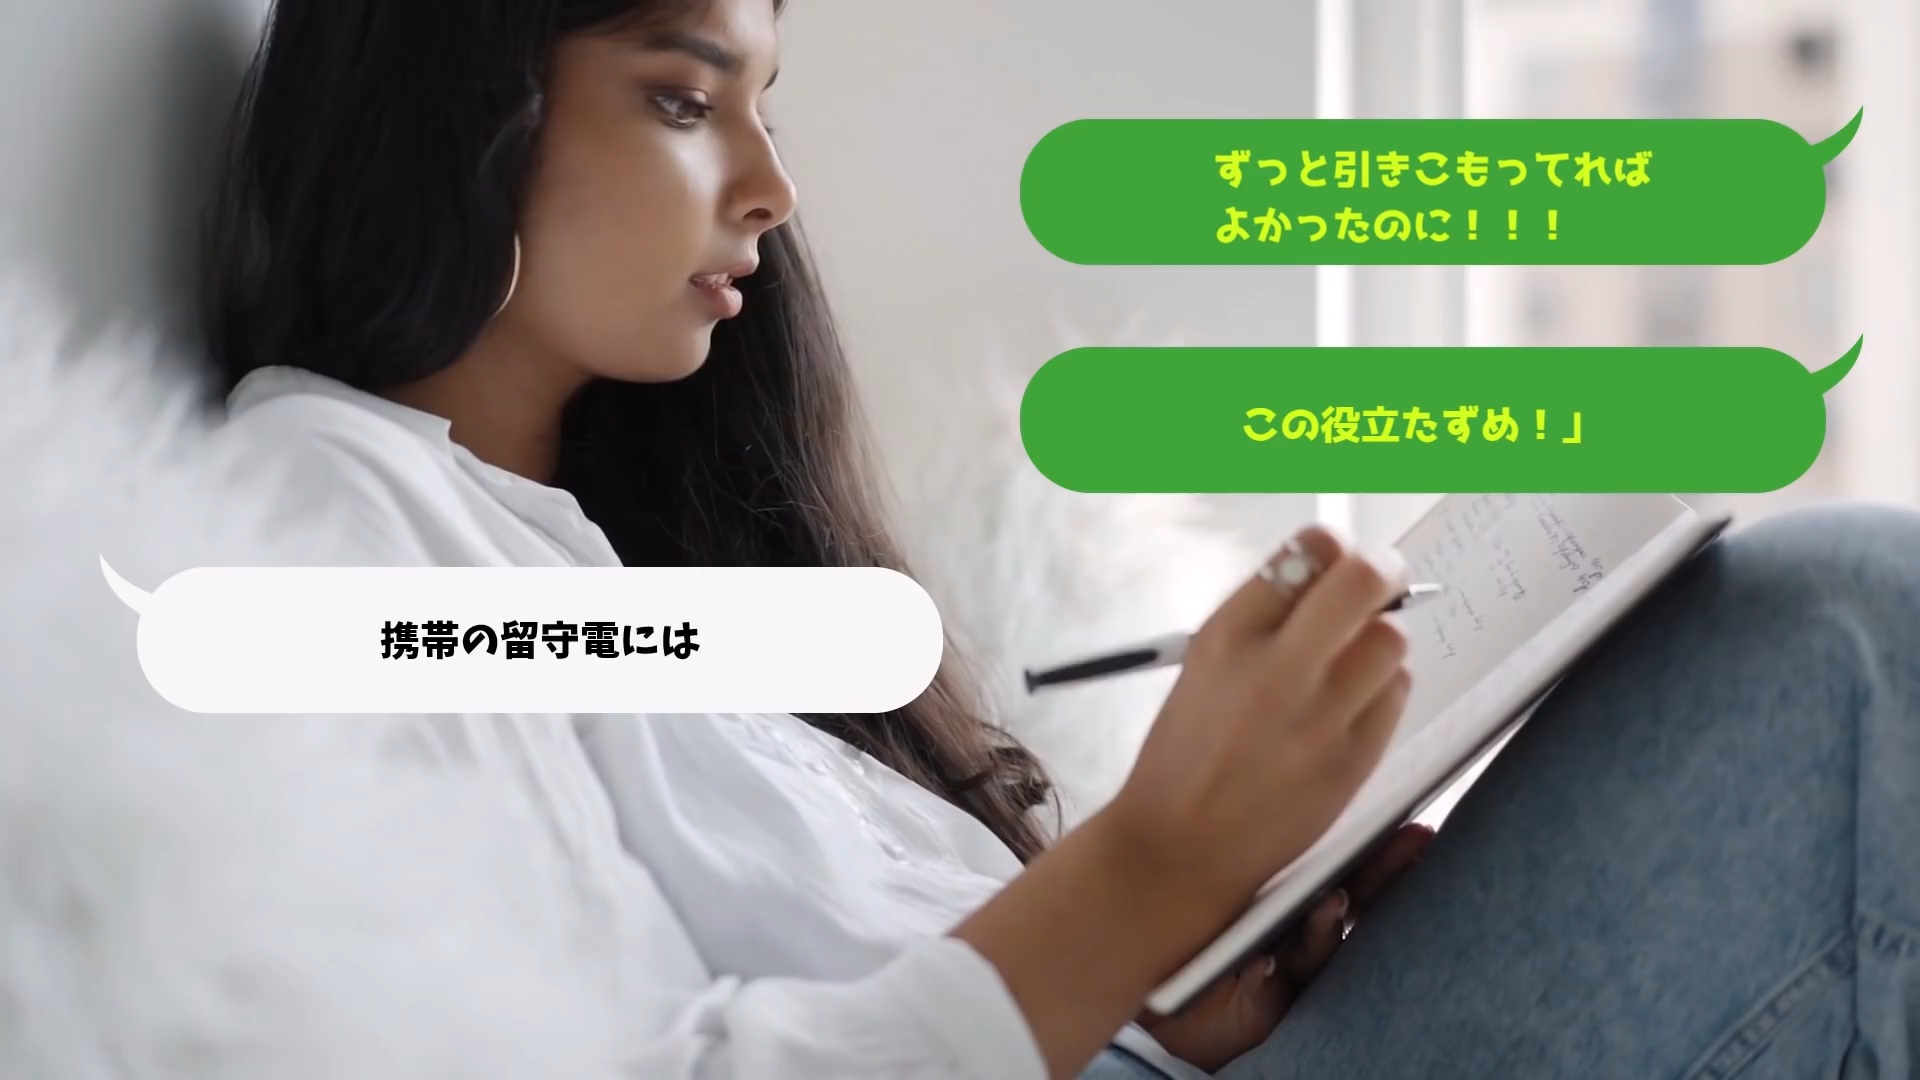 ずっと引きこもってれば
よかったのに！！！
この役立たずめ！」
携帯の留守電には